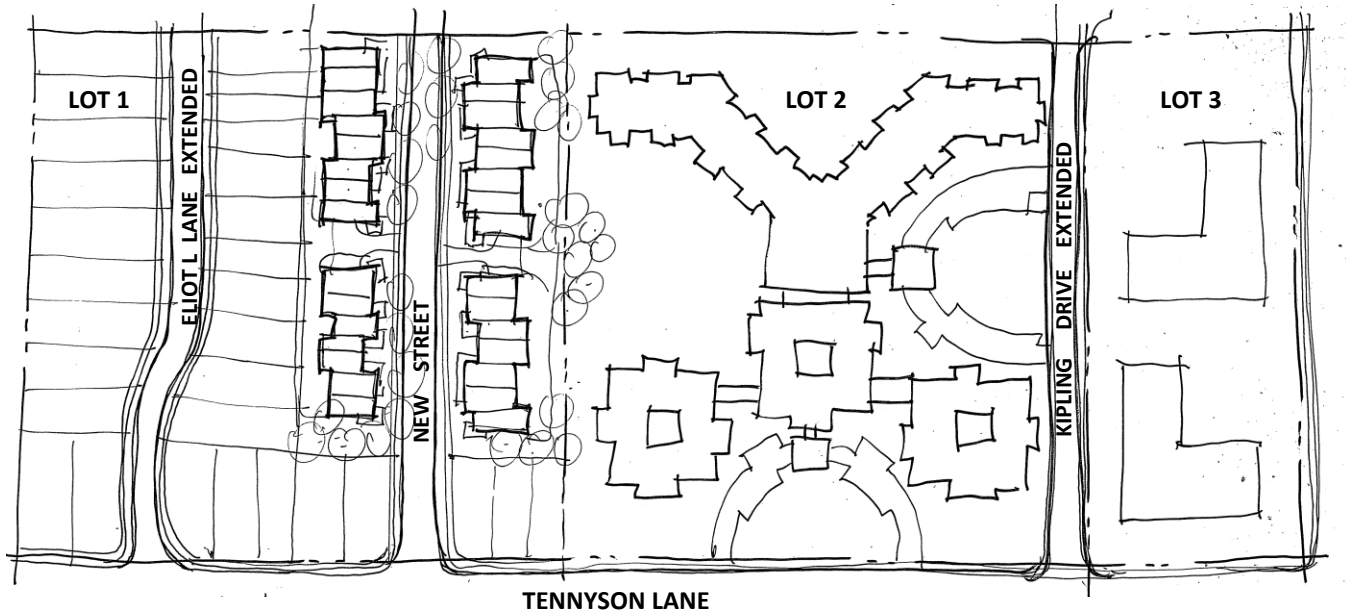 LOT 1
ELIOT L LANE EXTENDED
NEW STREET
LOT 2
KIPLING DRIVE EXTENDED
LOT 3
TENNYSON LANE